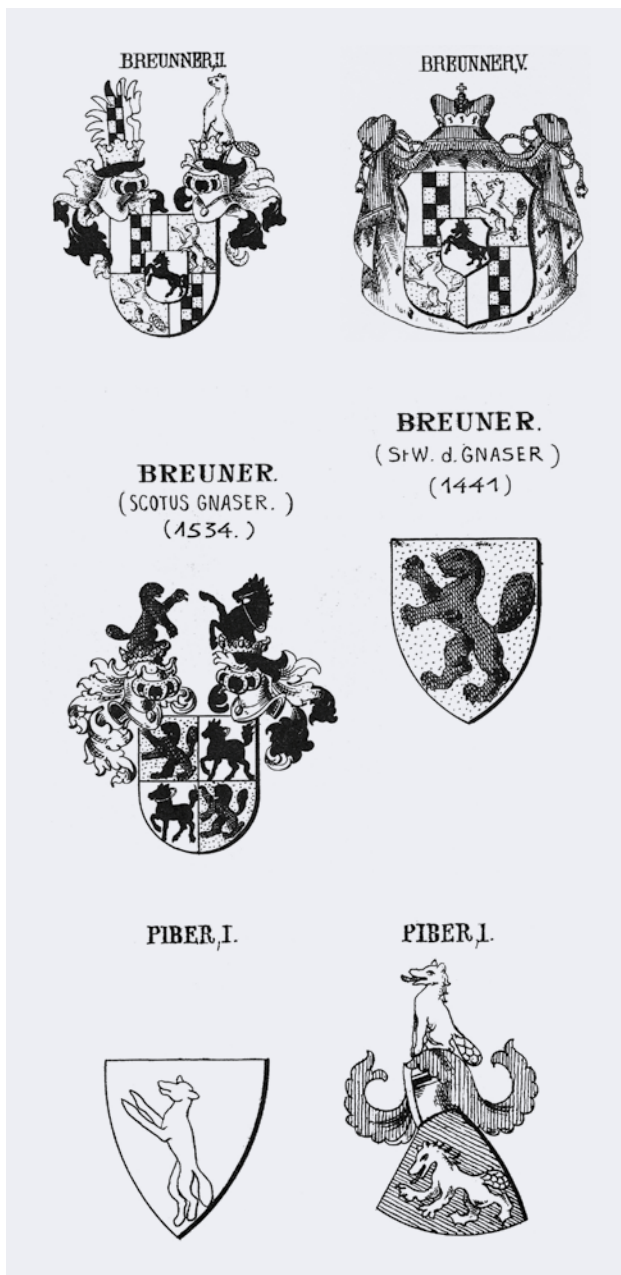 BREUNNER, II.
BREUNNER, V.
BREUNER.
(SCOTUS GNASER.)
(1534.)
BREUNER.
(StW. d. GNASER)
(1441)
PIBER, I.
PIBER, I.